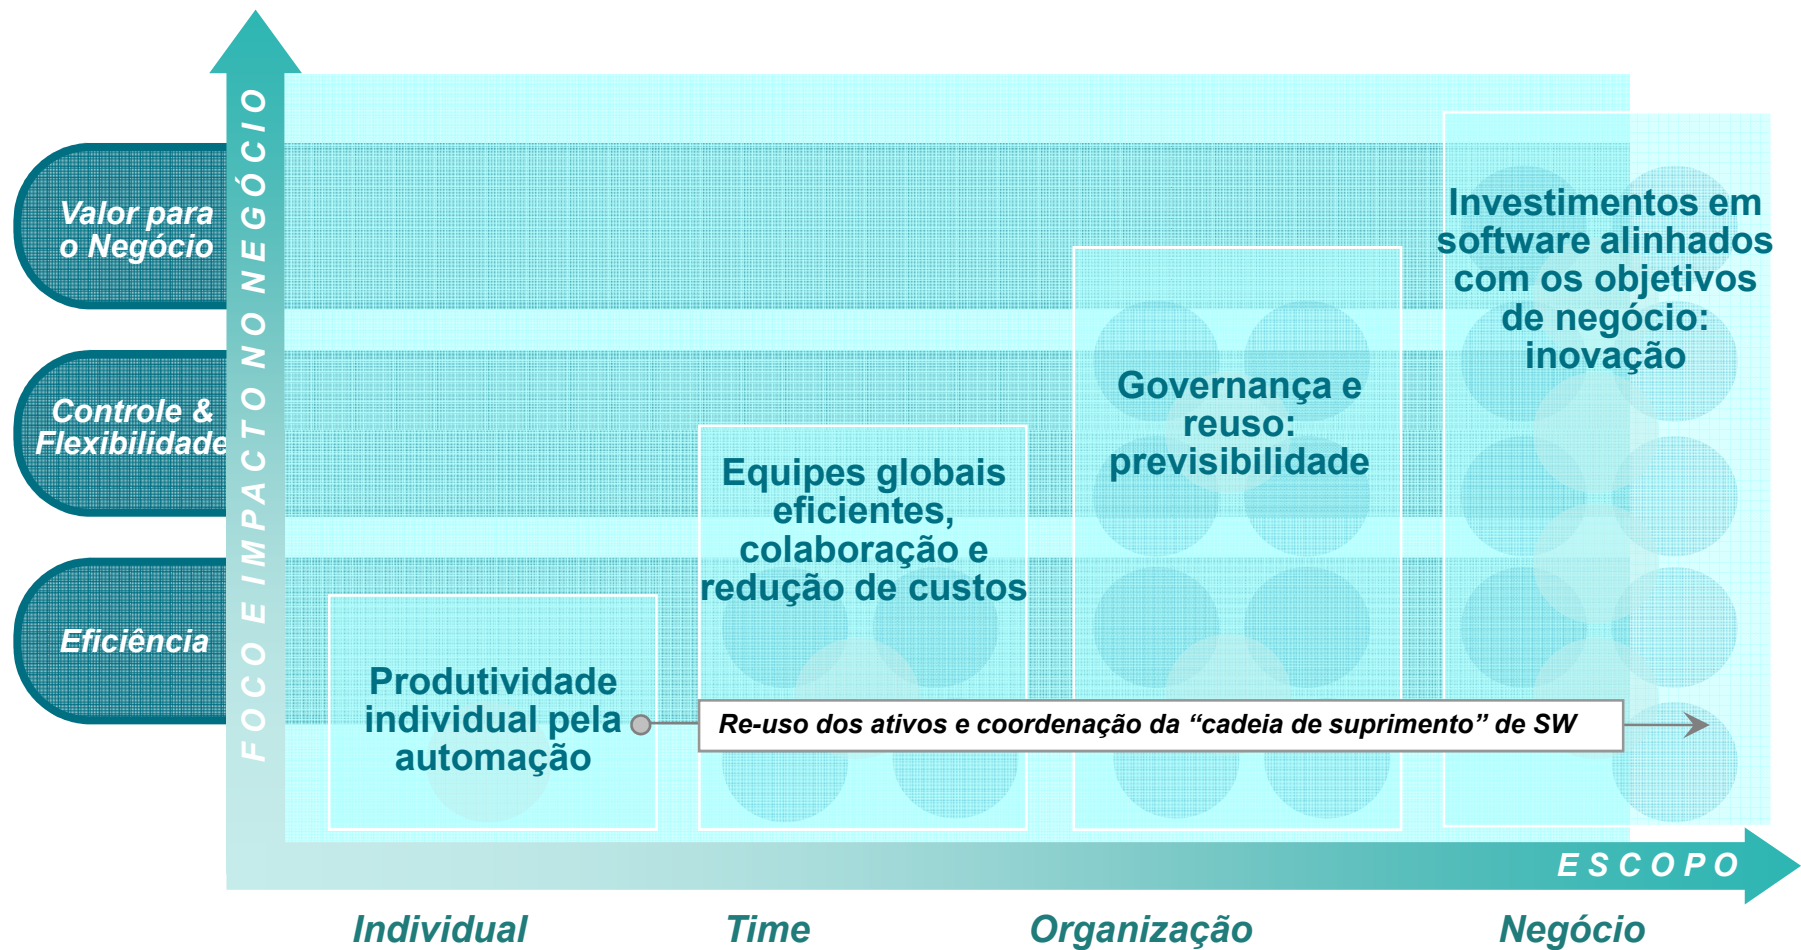 FOCO E IMPACTO NO NEGÓCIO
Valor para
o Negócio
Controle &
Flexibilidade
Eficiência
Produtividade
individual pela
automação
Equipes globais
eficientes,
colaboração e
redução de custos
Governança e
reuso:
previsibilidade
Investimentos em
software alinhados
com os objetivos
de negócio:
inovação
Re-uso dos ativos e coordenação da “cadeia de suprimento” de SW
ESCOPO
Individual
Time
Organização
Negócio